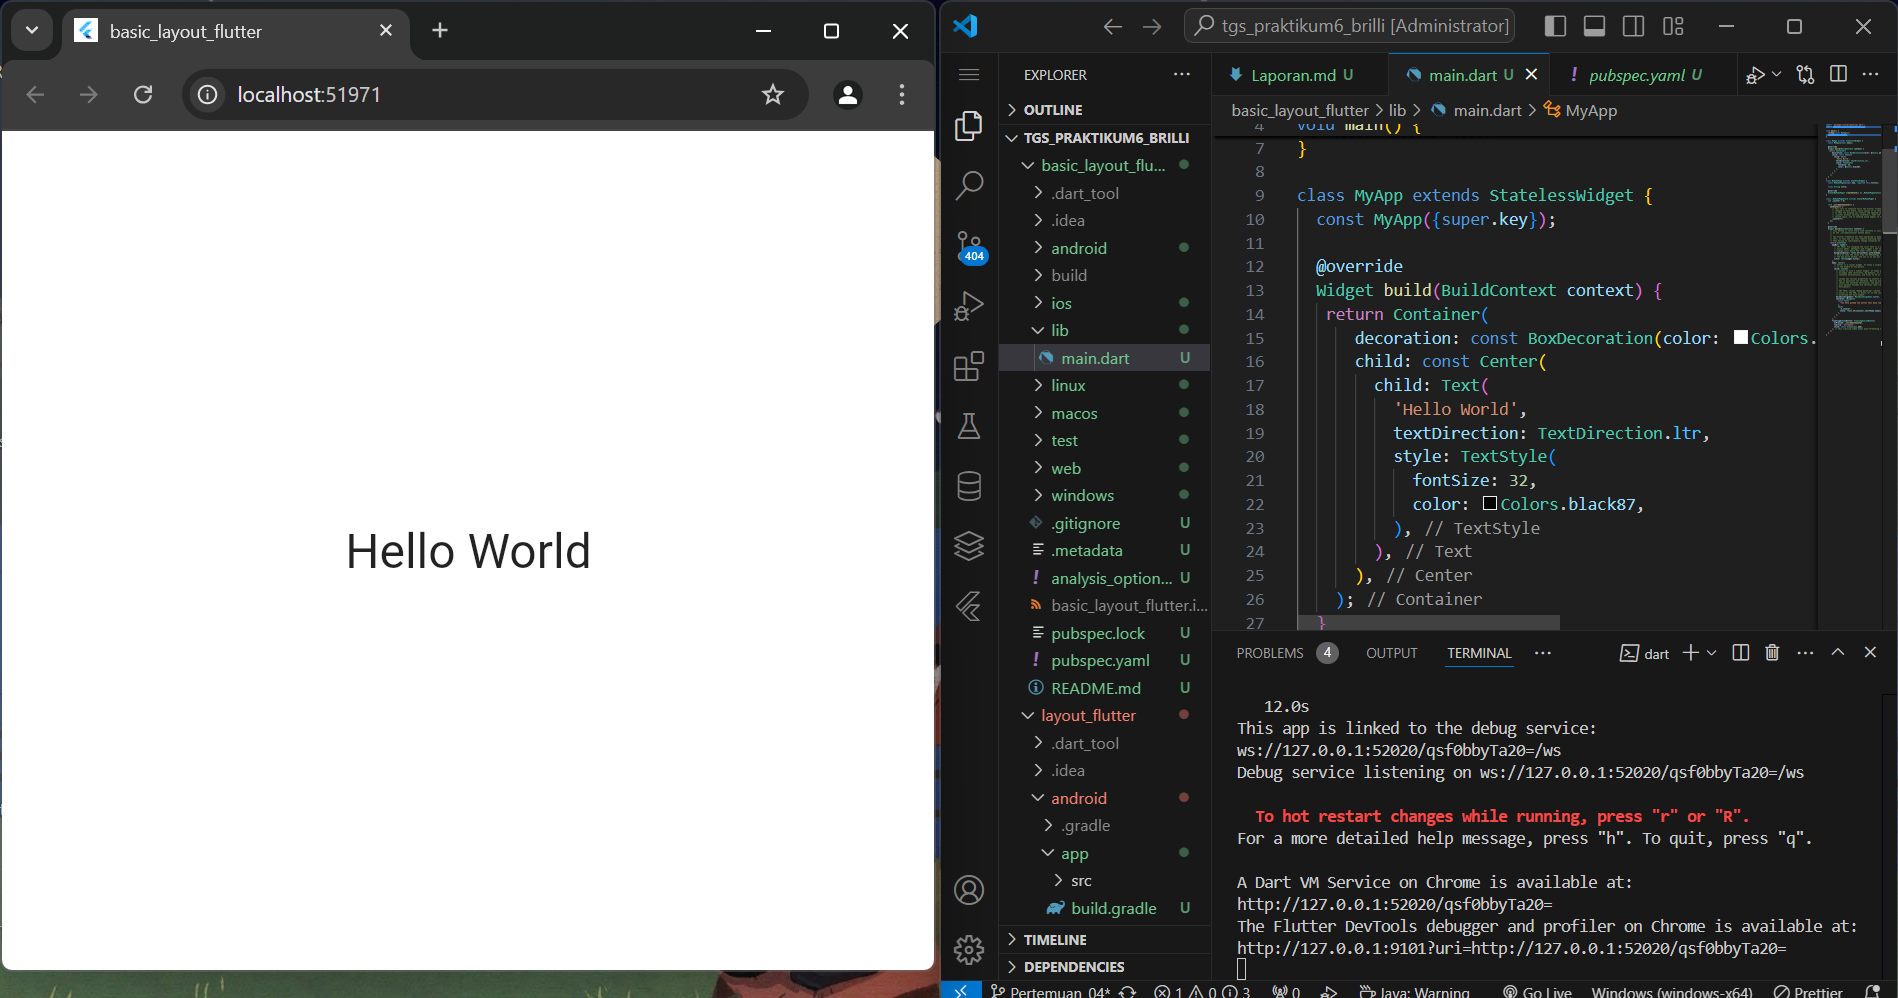 basic_layout_flutter
localhost:51971
Hello World
tgs_praktikum6_brilli [Administrator]
EXPLORER
OUTLINE
TGS_PRAKTIKUM6_BRILLI
basic_layout_flu...
.dart_tool
.idea
android
build
ios
lib
main.dart U
linux
macos
test
web
windows
.gitignore U
.metadata U
analysis_option... U
basic_layout_flutter.i...
pubspec.lock U
pubspec.yaml U
README.md U
layout_flutter
.dart_tool
.idea
android
.gradle
app
src
build.gradle U
TIMELINE
DEPENDENCIES
404
Laporan.md U
main.dart U
pubspec.yaml U
basic_layout_flutter > lib > main.dart > MyApp
4 void main() {
7 }
8
9 class MyApp extends StatelessWidget {
10 const MyApp({super.key});
11
12 @override
13 Widget build(BuildContext context) {
14 return Container(
15 decoration: const BoxDecoration(color: Colors.
16 child: const Center(
17 child: Text(
18 'Hello World',
19 textDirection: TextDirection.ltr,
20 style: TextStyle(
21 fontSize: 32,
22 color: Colors.black87,
23 ), // TextStyle
24 ), // Text
25 ), // Center
26 ); // Container
27 }
PROBLEMS 4 OUTPUT TERMINAL dart
12.0s
This app is linked to the debug service:
ws://127.0.0.1:52020/qsf0bbyTa20=/ws
Debug service listening on ws://127.0.0.1:52020/qsf0bbyTa20=/ws
To hot restart changes while running, press "r" or "R".
For a more detailed help message, press "h". To quit, press "q".
A Dart VM Service on Chrome is available at:
http://127.0.0.1:52020/qsf0bbyTa20=
The Flutter DevTools debugger and profiler on Chrome is available at:
http://127.0.0.1:9101?uri=http://127.0.0.1:52020/qsf0bbyTa20=
Pertemuan_04* 1 0 3 0 Java: Warning Go Live Windows (windows-x64) Prettier